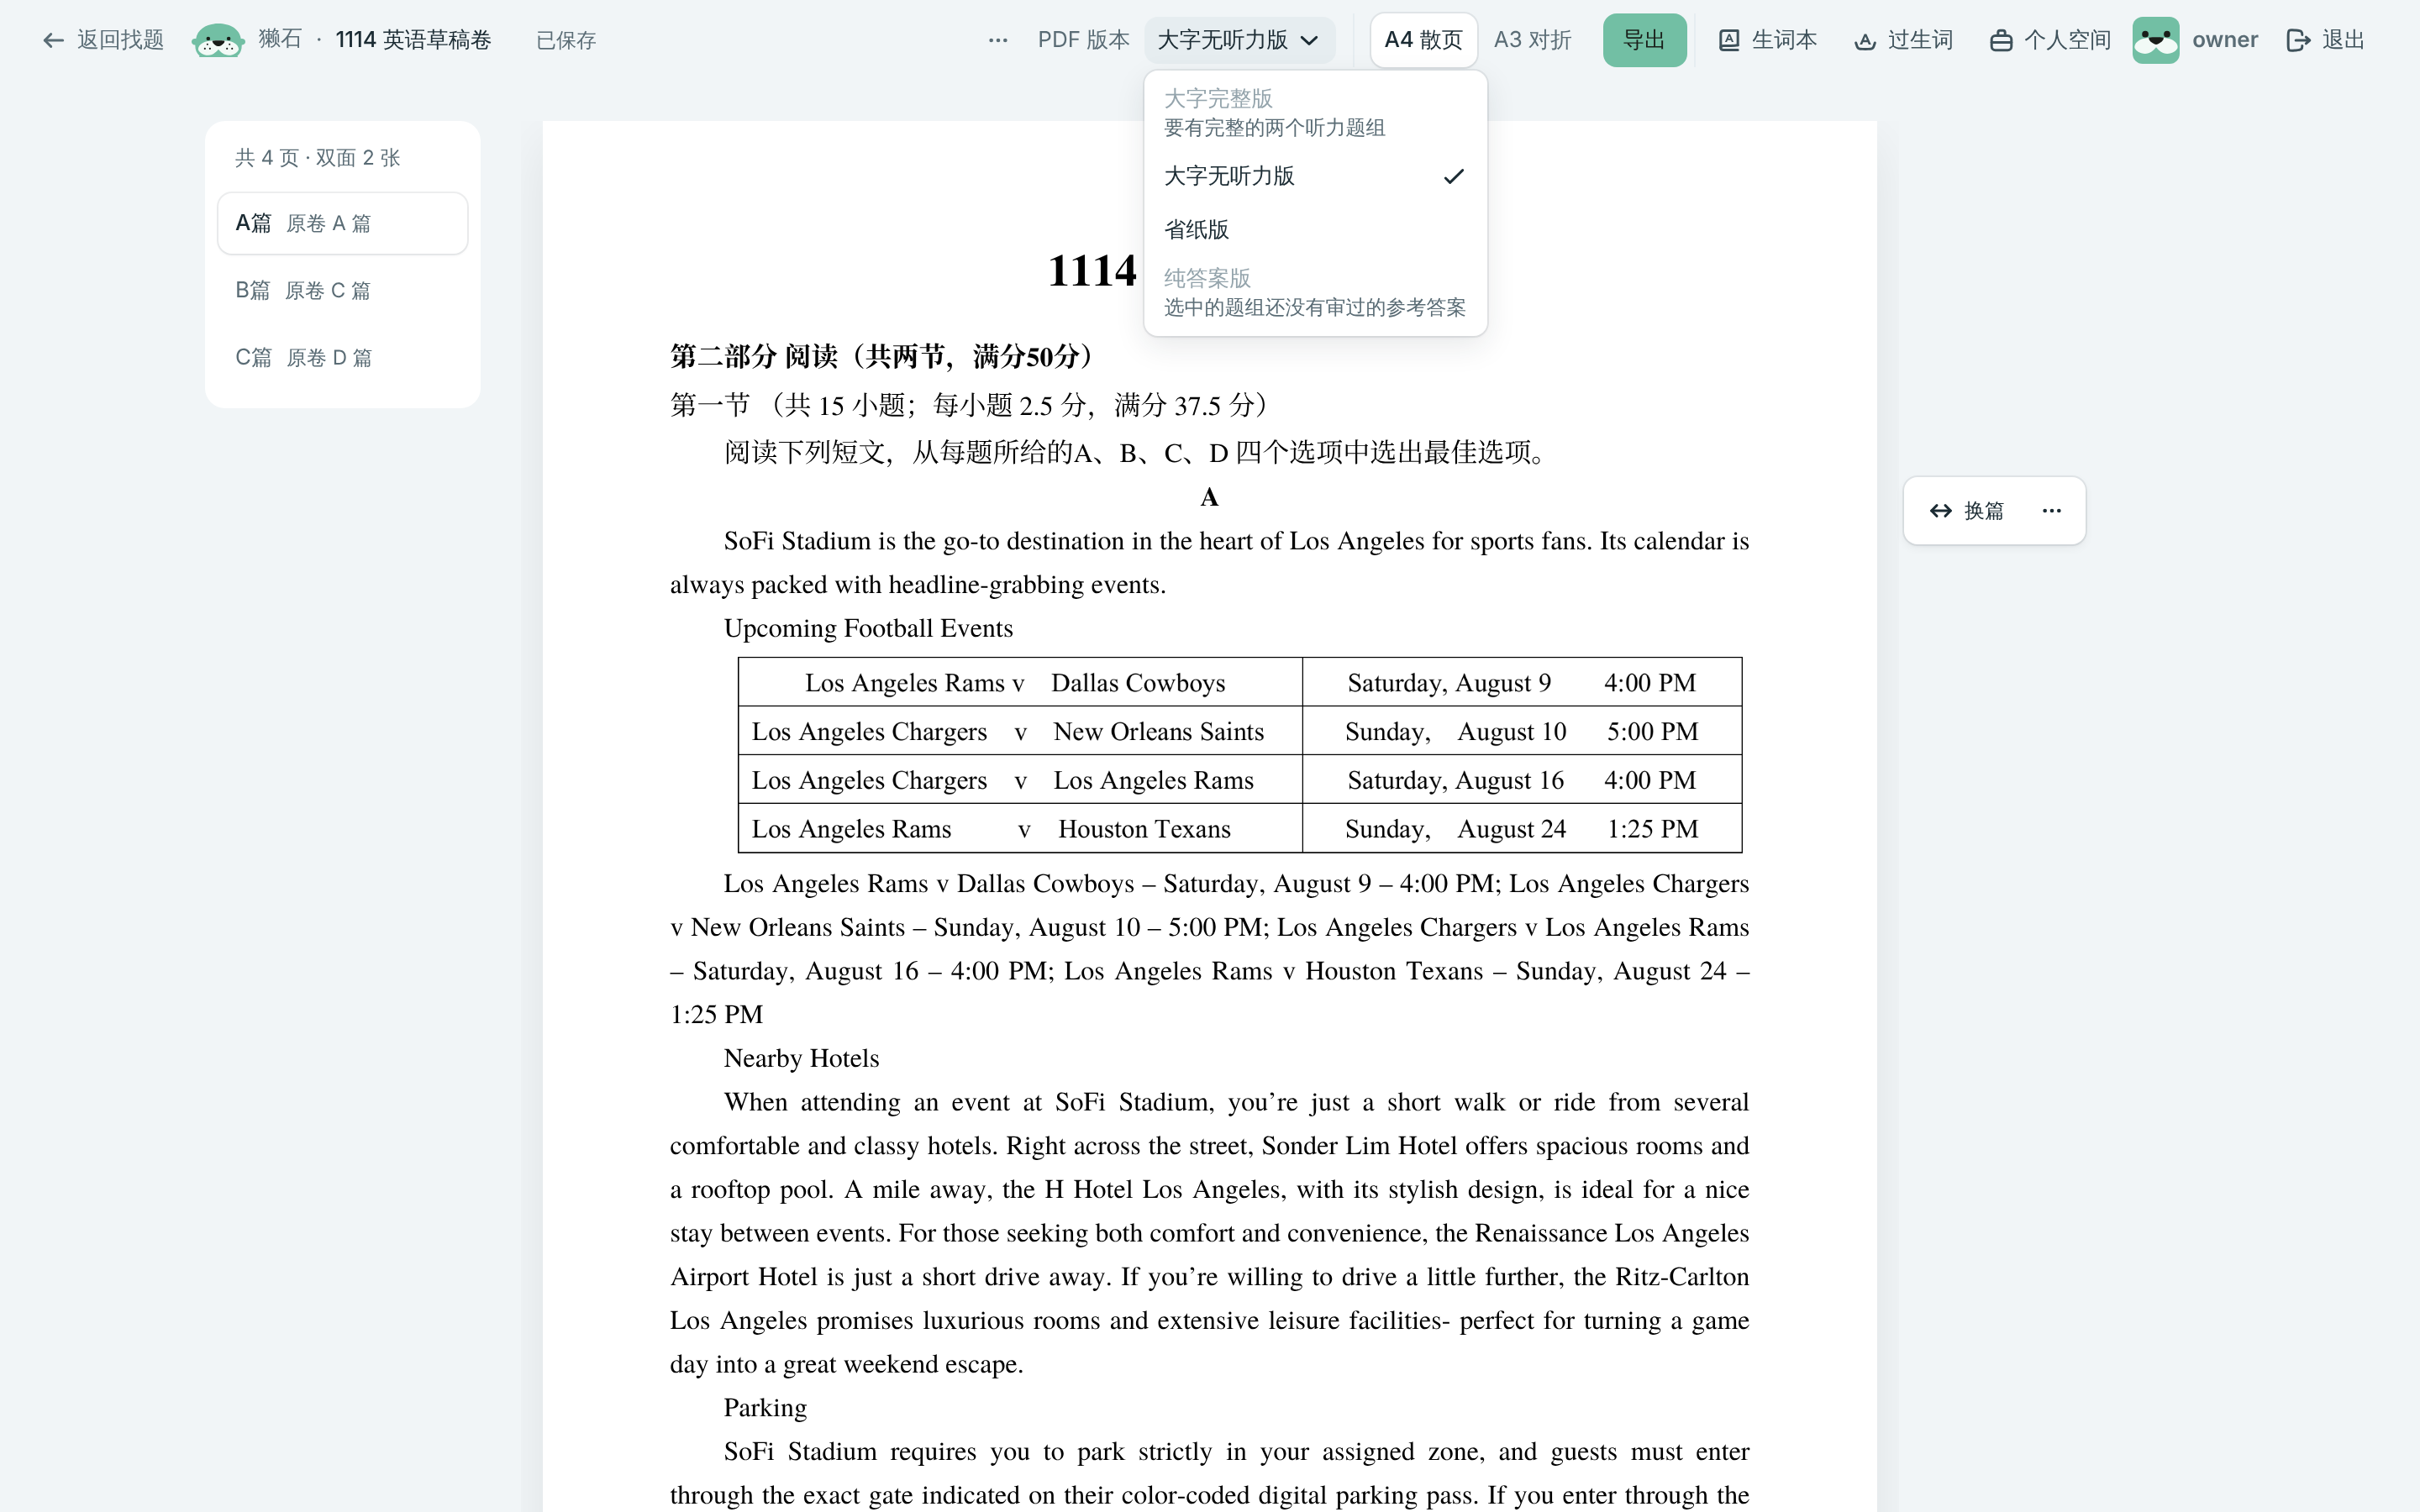 返回找题 獭石 · 1114 英语草稿卷 已保存 ··· PDF 版本 大字无听力版 A4 散页 A3 对折 导出 生词本 过生词 个人空间 owner 退出
大字完整版
要有完整的两个听力题组
大字无听力版
省纸版
纯答案版
选中的题组还没有审过的参考答案
共 4 页 · 双面 2 张
A篇 原卷 A 篇
B篇 原卷 C 篇
C篇 原卷 D 篇
1114
第二部分 阅读（共两节，满分50分）
第一节 （共 15 小题；每小题 2.5 分，满分 37.5 分）
阅读下列短文，从每题所给的A、B、C、D 四个选项中选出最佳选项。
A
换篇 ···
SoFi Stadium is the go-to destination in the heart of Los Angeles for sports fans. Its calendar is
always packed with headline-grabbing events.
Upcoming Football Events
Los Angeles Rams v Dallas Cowboys Saturday, August 9 4:00 PM
Los Angeles Chargers v New Orleans Saints Sunday, August 10 5:00 PM
Los Angeles Chargers v Los Angeles Rams Saturday, August 16 4:00 PM
Los Angeles Rams v Houston Texans Sunday, August 24 1:25 PM
Los Angeles Rams v Dallas Cowboys – Saturday, August 9 – 4:00 PM; Los Angeles Chargers
v New Orleans Saints – Sunday, August 10 – 5:00 PM; Los Angeles Chargers v Los Angeles Rams
– Saturday, August 16 – 4:00 PM; Los Angeles Rams v Houston Texans – Sunday, August 24 –
1:25 PM
Nearby Hotels
When attending an event at SoFi Stadium, you’re just a short walk or ride from several
comfortable and classy hotels. Right across the street, Sonder Lim Hotel offers spacious rooms and
a rooftop pool. A mile away, the H Hotel Los Angeles, with its stylish design, is ideal for a nice
stay between events. For those seeking both comfort and convenience, the Renaissance Los Angeles
Airport Hotel is just a short drive away. If you’re willing to drive a little further, the Ritz-Carlton
Los Angeles promises luxurious rooms and extensive leisure facilities- perfect for turning a game
day into a great weekend escape.
Parking
SoFi Stadium requires you to park strictly in your assigned zone, and guests must enter
through the exact gate indicated on their color-coded digital parking pass. If you enter through the